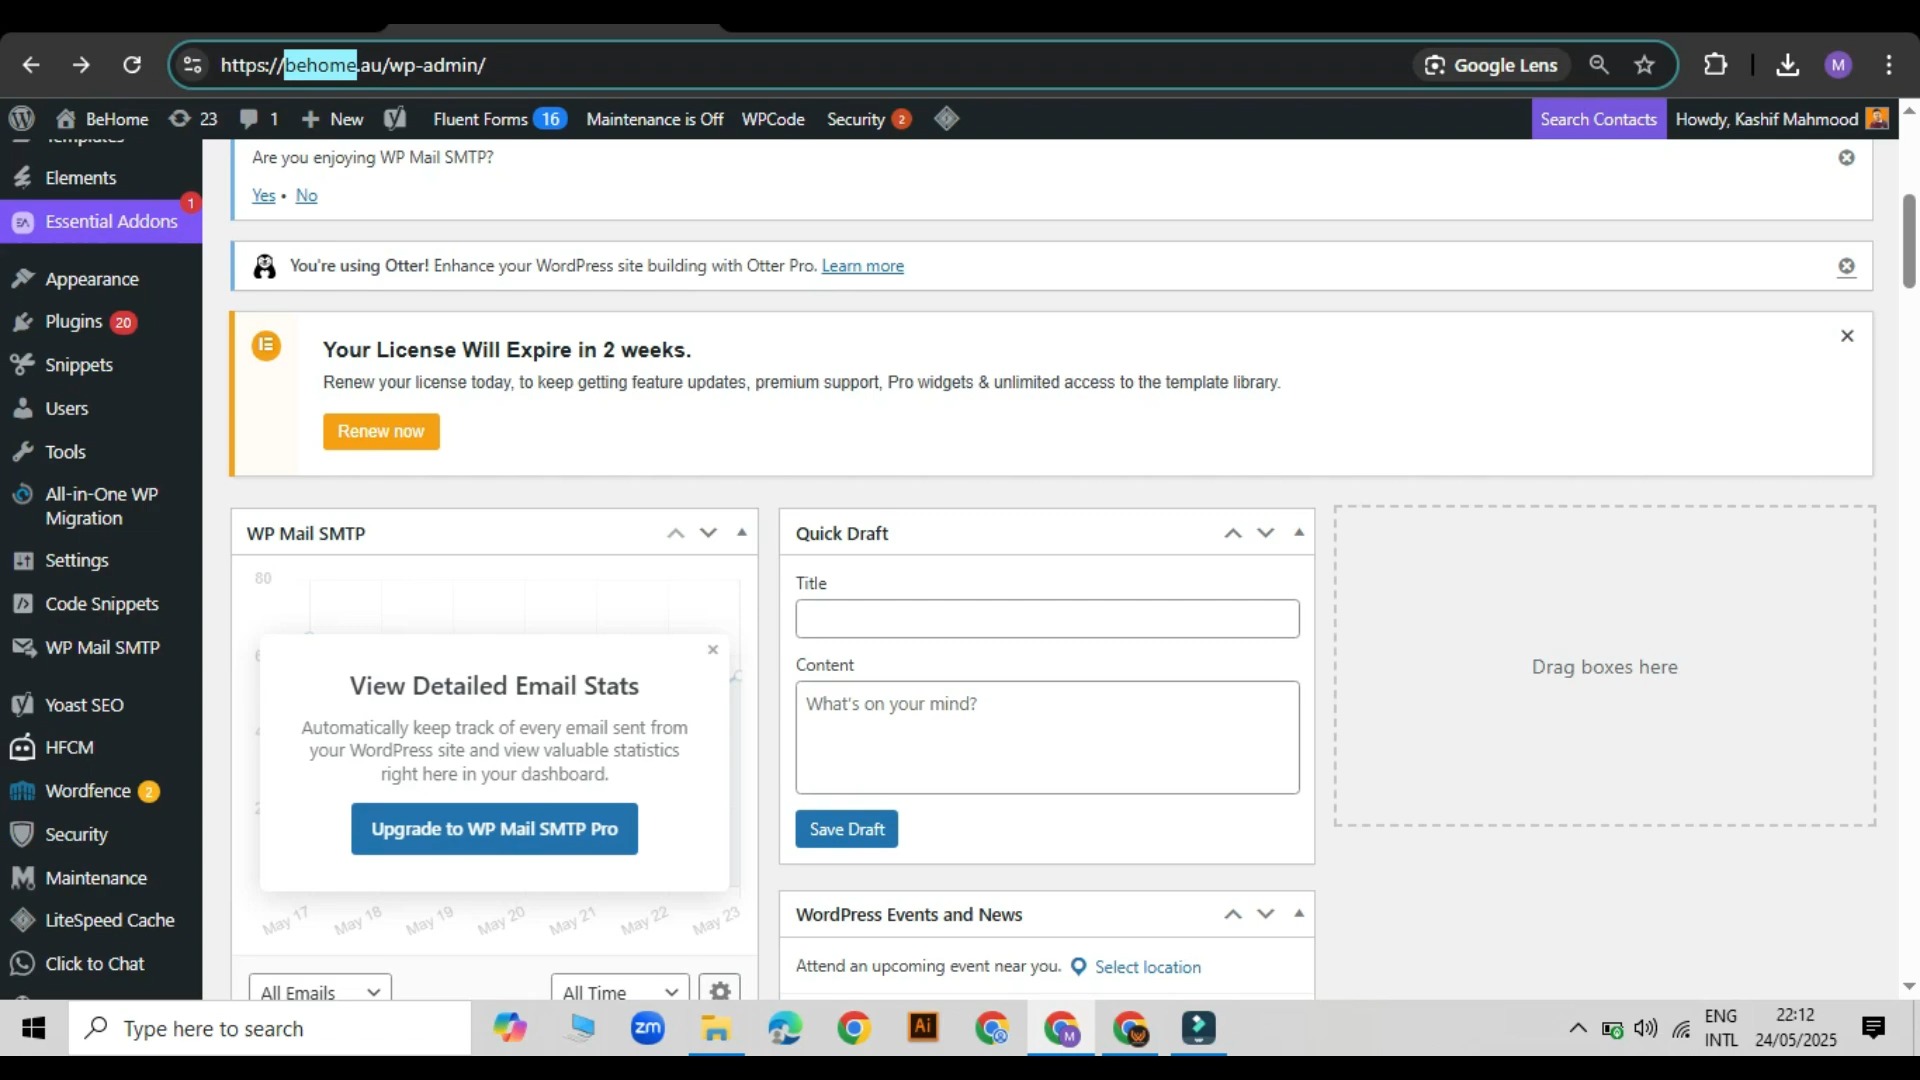 https://behome.au/wp-admin/
Google Lens
M
BeHome
23
1
New
Fluent Forms 16
Maintenance is Off
WPCode
Security 2
Search Contacts
Howdy, Kashif Mahmood
Templates
Elements
Essential Addons
1
Appearance
Plugins 20
Snippets
Users
Tools
All-in-One WP
Migration
Settings
Code Snippets
WP Mail SMTP
Yoast SEO
HFCM
Wordfence 2
Security
Maintenance
LiteSpeed Cache
Click to Chat
Are you enjoying WP Mail SMTP?
Yes • No
You're using Otter! Enhance your WordPress site building with Otter Pro. Learn more
Your License Will Expire in 2 weeks.
Renew your license today, to keep getting feature updates, premium support, Pro widgets & unlimited access to the template library.
Renew now
WP Mail SMTP
80
View Detailed Email Stats
Automatically keep track of every email sent from
your WordPress site and view valuable statistics
right here in your dashboard.
Upgrade to WP Mail SMTP Pro
May 17 May 18 May 19 May 20 May 21 May 22 May 23
All Emails
All Time
Quick Draft
Title
Content
What's on your mind?
Save Draft
WordPress Events and News
Attend an upcoming event near you. Select location
Drag boxes here
Type here to search
zm
Ai
M
ENG
INTL
22:12
24/05/2025